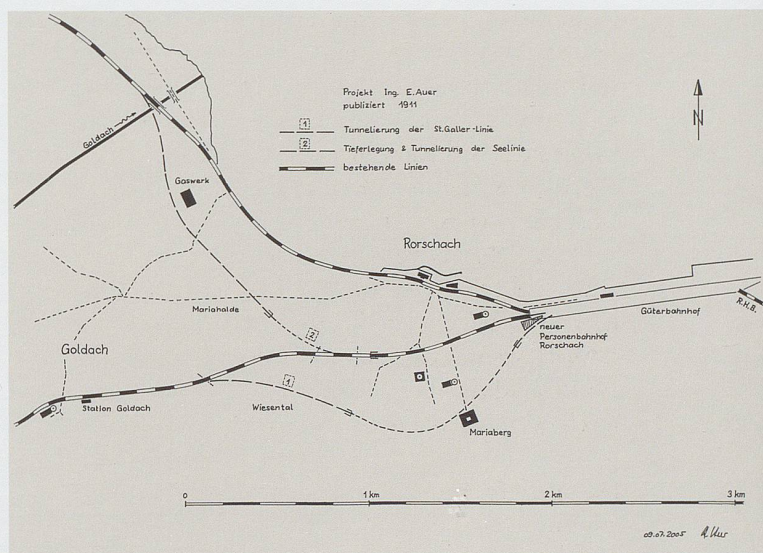 Projekt Ing. E. Auer
publiziert 1911
1
Tunnelierung der St.Galler-Linie
2
Tieferlegung & Tunnelierung der Seelinie
bestehende Linien
N
Goldach
Gaswerk
Rorschach
Mariahalde
Güterbahnhof
R.H.B.
neuer
Personenbahnhof
Rorschach
2
Goldach
1
Station Goldach
Wiesental
Mariaberg
0
1 km
2 km
3 km
09.07.2005